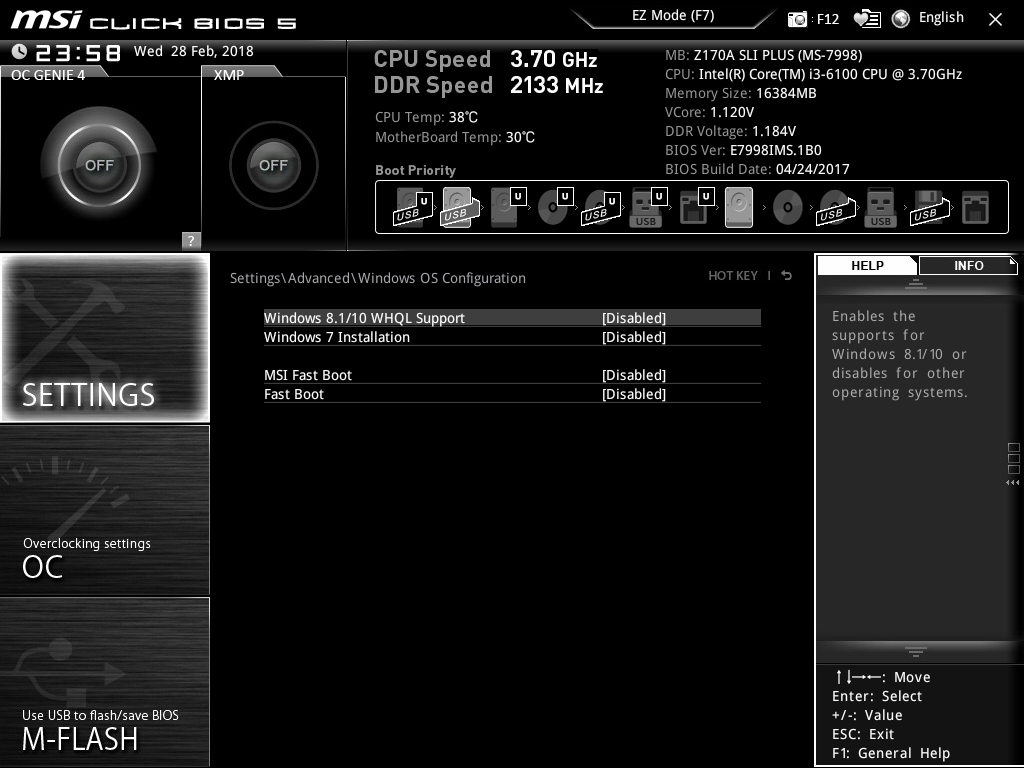 msi CLICK BIOS 5
EZ Mode (F7)
: F12
English
23:58 Wed 28 Feb, 2018
OC GENIE 4
XMP
OFF
OFF
?
CPU Speed 3.70 GHz
DDR Speed 2133 MHz
CPU Temp: 38℃
MotherBoard Temp: 30℃
MB: Z170A SLI PLUS (MS-7998)
CPU: Intel(R) Core(TM) i3-6100 CPU @ 3.70GHz
Memory Size: 16384MB
VCore: 1.120V
DDR Voltage: 1.184V
BIOS Ver: E7998IMS.1B0
BIOS Build Date: 04/24/2017
Boot Priority
U U U U U U
USB USB USB USB USB USB USB
SETTINGS
Overclocking settings
OC
Use USB to flash/save BIOS
M-FLASH
Settings\Advanced\Windows OS Configuration
HOT KEY |
Windows 8.1/10 WHQL Support [Disabled]
Windows 7 Installation [Disabled]
MSI Fast Boot [Disabled]
Fast Boot [Disabled]
HELP
INFO
Enables the
supports for
Windows 8.1/10 or
disables for other
operating systems.
↑↓→←: Move
Enter: Select
+/-: Value
ESC: Exit
F1: General Help